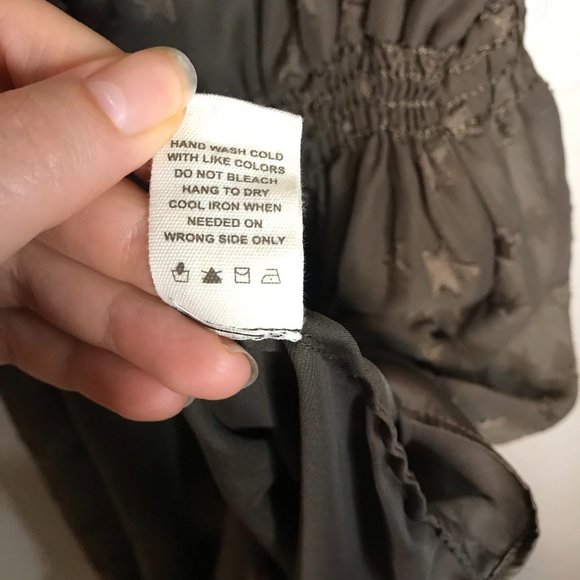 HAND WASH COLD
WITH LIKE COLORS
DO NOT BLEACH
HANG TO DRY
COOL IRON WHEN
NEEDED ON
WRONG SIDE ONLY